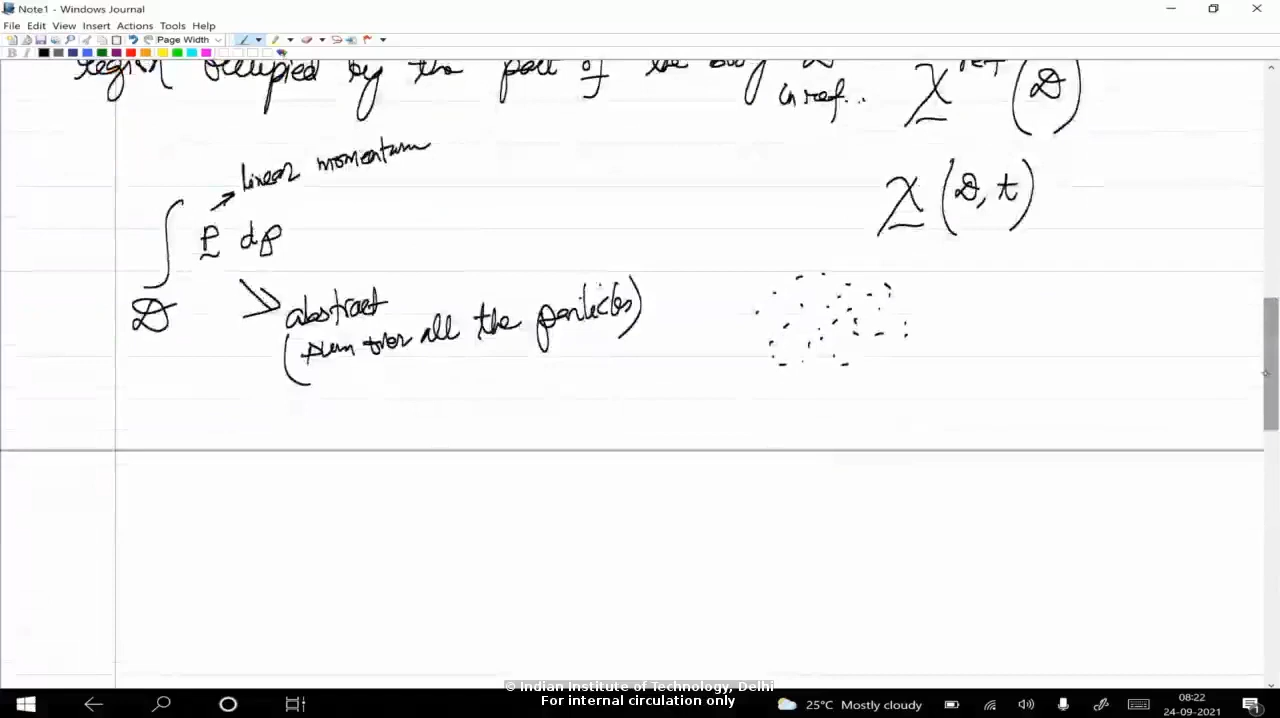 Note1 - Windows Journal
File Edit View Insert Actions Tools Help
Page Width
region occupied by the part of the body
in ref.. χ ref (𝒟)
linear momentum
χ (𝒟, t)
∫ P dp
𝒟
abstract
(sum over all the particles)
© Indian Institute of Technology, Delhi
For internal circulation only
25°C Mostly cloudy
08:22
24-09-2021